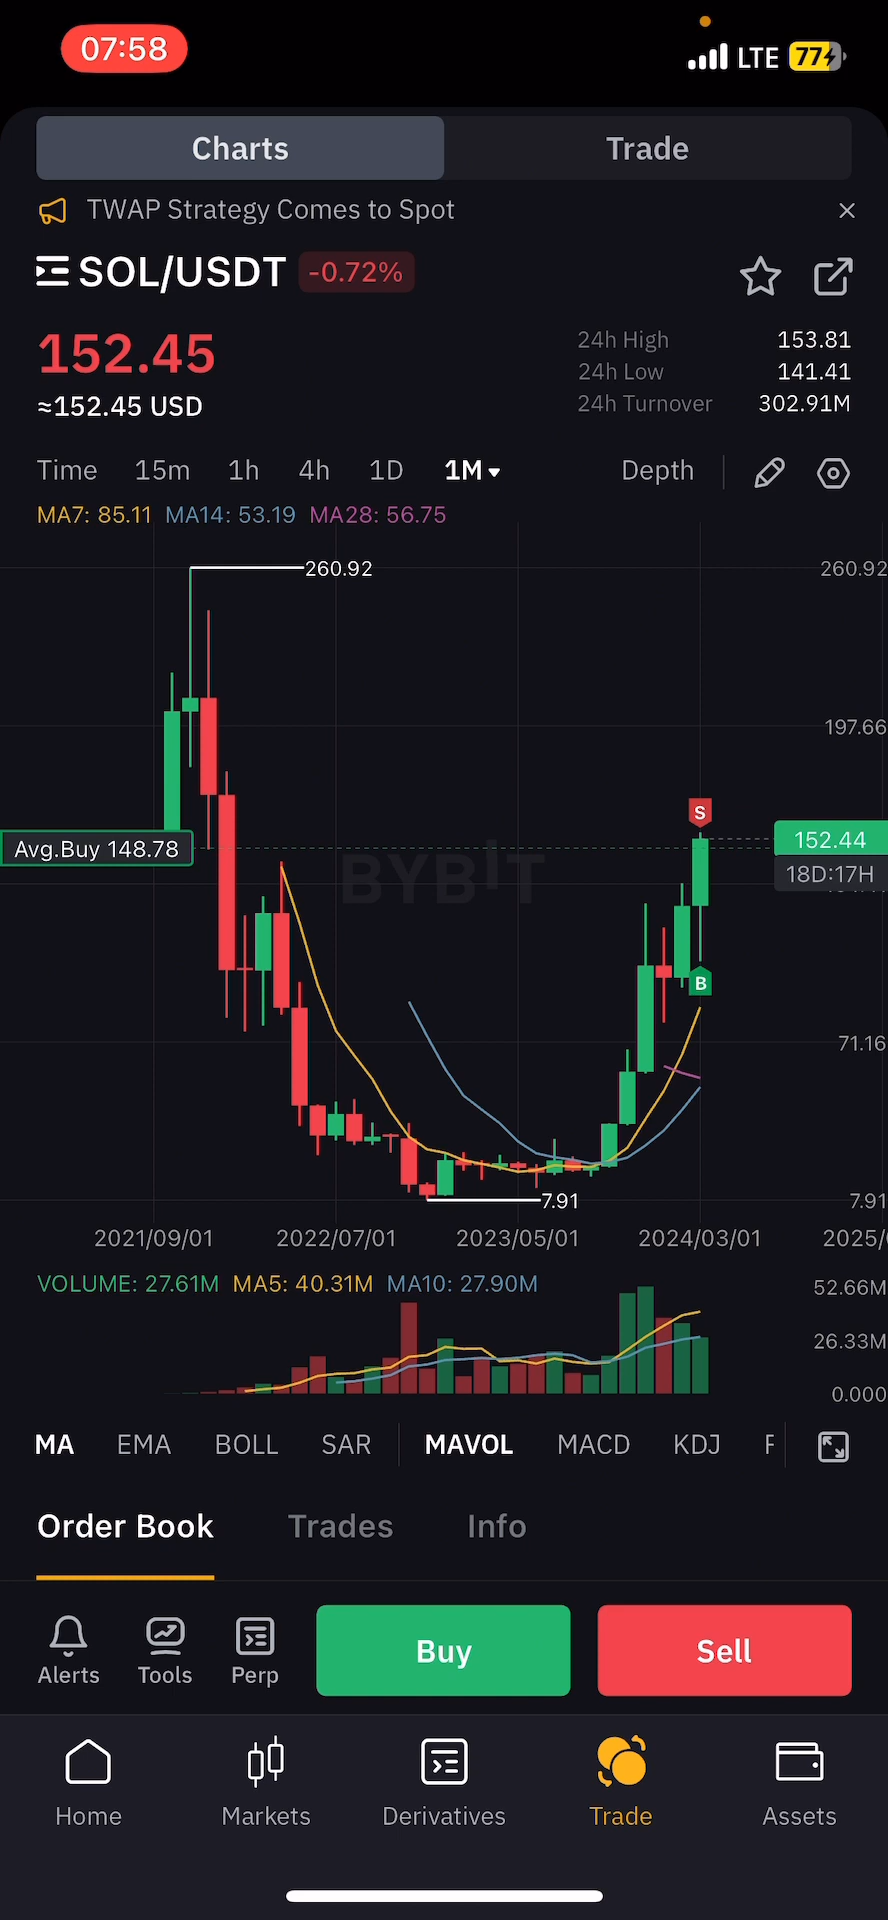 07:58 LTE 77
Charts Trade
TWAP Strategy Comes to Spot
SOL/USDT -0.72%
152.45
≈152.45 USD
24h High 153.81
24h Low 141.41
24h Turnover 302.91M
Time 15m 1h 4h 1D 1M Depth
MA7: 85.11 MA14: 53.19 MA28: 56.75
260.92 260.92
197.66
S
152.44
Avg.Buy 148.78
18D:17H
BYBIT
B
71.16
7.91 7.91
2021/09/01 2022/07/01 2023/05/01 2024/03/01 2025/
VOLUME: 27.61M MA5: 40.31M MA10: 27.90M 52.66M
26.33M
0.000
MA EMA BOLL SAR MAVOL MACD KDJ
Order Book Trades Info
Buy Sell
Alerts Tools Perp
Home Markets Derivatives Trade Assets